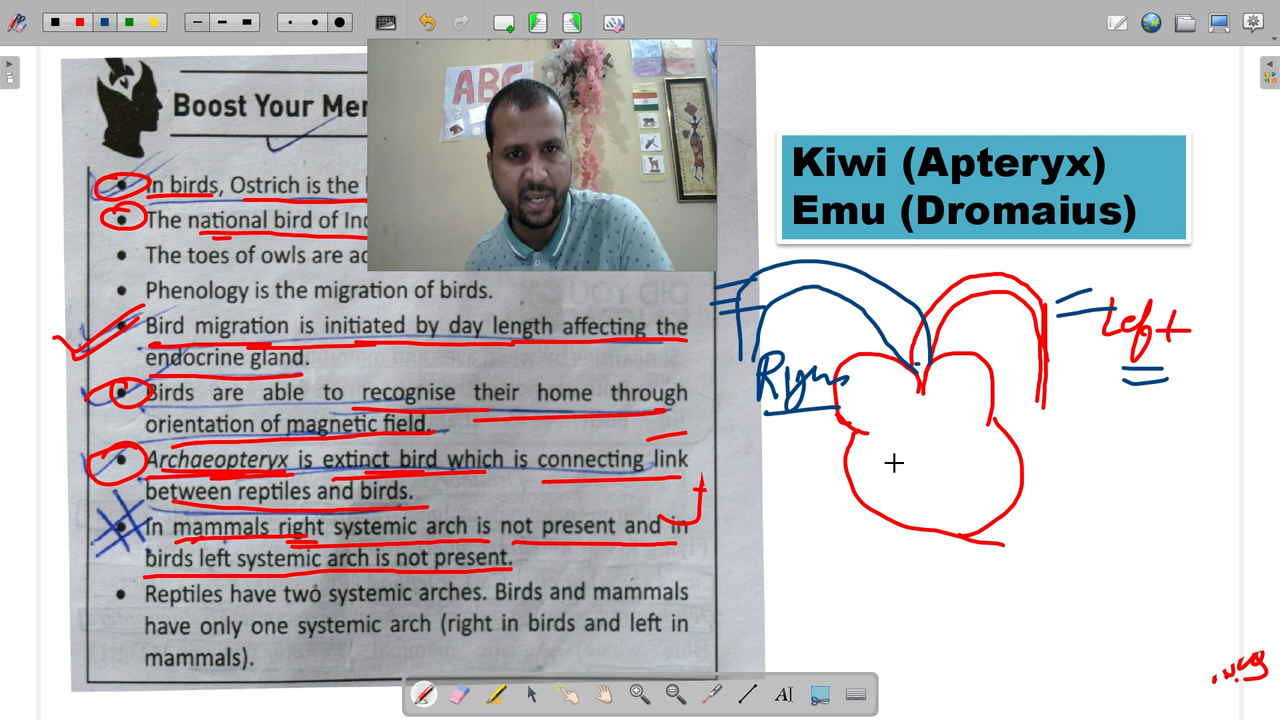 Boost Your Mer
• In birds, Ostrich is the
• The national bird of Ind
• The toes of owls are ad
• Phenology is the migration of birds.
• Bird migration is initiated by day length affecting the
endocrine gland.
• Birds are able to recognise their home through
orientation of magnetic field.
• Archaeopteryx is extinct bird which is connecting link
between reptiles and birds.
• In mammals right systemic arch is not present and in
birds left systemic arch is not present.
• Reptiles have two systemic arches. Birds and mammals
have only one systemic arch (right in birds and left in
mammals).
ABC
Kiwi (Apteryx)
Emu (Dromaius)
Left
AI